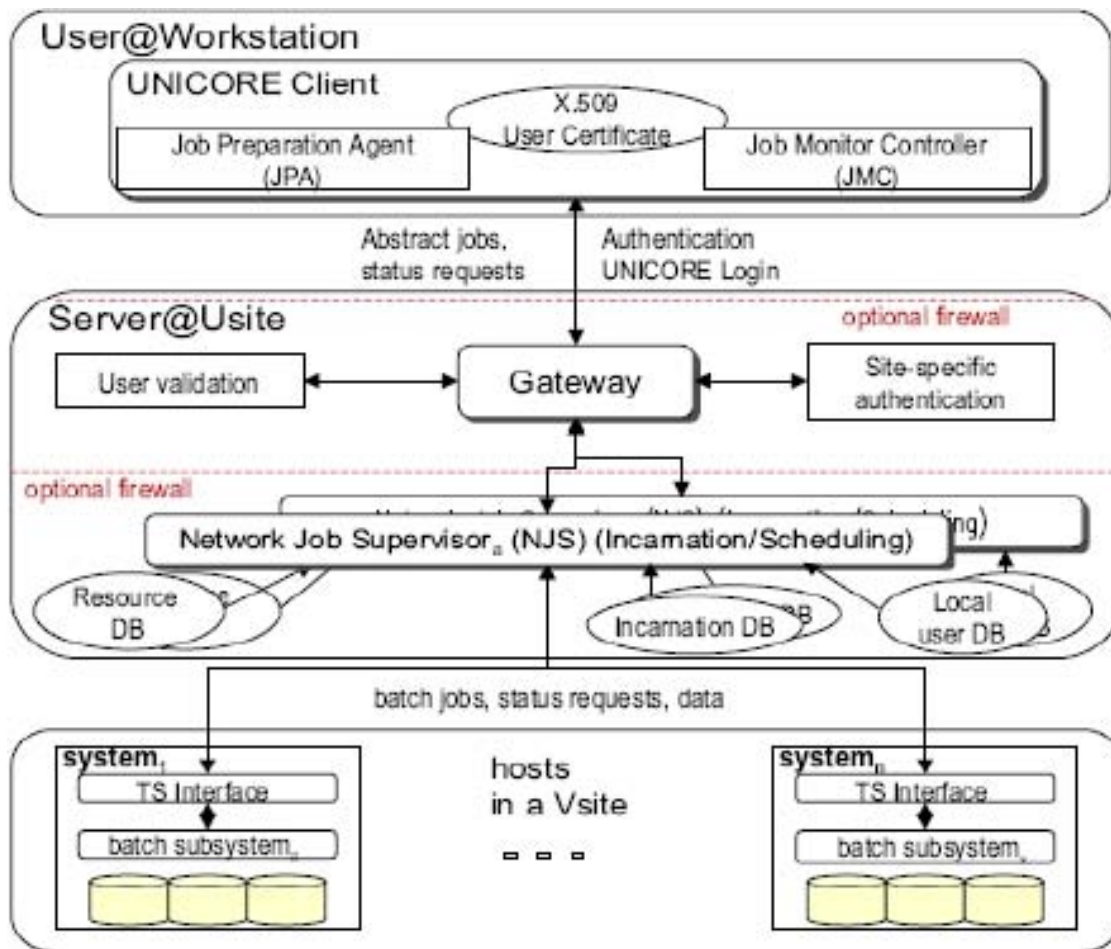 User@Workstation
UNICORE Client
X.509
User Certificate
Job Preparation Agent
(JPA)
Job Monitor Controller
(JMC)
Abstract jobs,
status requests
Authentication
UNICORE Login
Server@Usite
optional firewall
User validation
Gateway
Site-specific
authentication
optional firewall
Network Job Supervisor (NJS) (Incarnation/Scheduling)
Resource
DB
Incarnation DB
DB
Local
user DB
batch jobs, status requests, data
system
TS Interface
batch subsystem
hosts
in a Vsite
system
TS Interface
batch subsystem